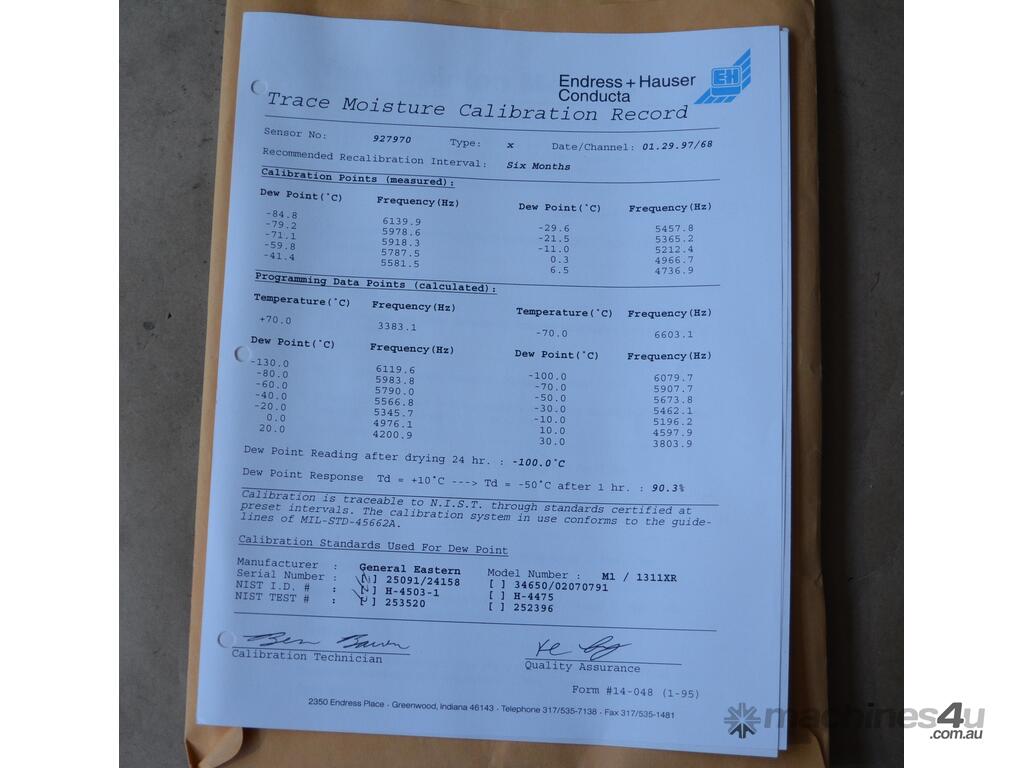 Endress + Hauser
Conducta
EH
Trace Moisture Calibration Record
Sensor No: 927970 Type: x Date/Channel: 01.29.97/68
Recommended Recalibration Interval: Six Months
Calibration Points (measured):
Dew Point(°C) Frequency(Hz) Dew Point(°C) Frequency(Hz)
-84.8 6139.9 -29.6 5457.8
-79.2 5978.6 -21.5 5365.2
-71.1 5918.3 -11.0 5212.4
-59.8 5787.5 0.3 4966.7
-41.4 5581.5 6.5 4736.9
Programming Data Points (calculated):
Temperature(°C) Frequency(Hz) Temperature(°C) Frequency(Hz)
+70.0 3383.1 -70.0 6603.1
Dew Point(°C) Frequency(Hz) Dew Point(°C) Frequency(Hz)
-130.0 6119.6 -100.0 6079.7
-80.0 5983.8 -70.0 5907.7
-60.0 5790.0 -50.0 5673.8
-40.0 5566.8 -30.0 5462.1
-20.0 5345.7 -10.0 5196.2
0.0 4976.1 10.0 4597.9
20.0 4200.9 30.0 3803.9
Dew Point Reading after drying 24 hr. : -100.0°C
Dew Point Response Td = +10°C ---> Td = -50°C after 1 hr. : 90.3%
Calibration is traceable to N.I.S.T. through standards certified at
preset intervals. The calibration system in use conforms to the guide-
lines of MIL-STD-45662A.
Calibration Standards Used For Dew Point
Manufacturer : General Eastern Model Number : M1 / 1311XR
Serial Number : [ ] 25091/24158 [ ] 34650/02070791
NIST I.D. # : [ ] H-4503-1 [ ] H-4475
NIST TEST # : [ ] 253520 [ ] 252396
Ben
Calibration Technician Quality Assurance
Form #14-048 (1-95)
2350 Endress Place · Greenwood, Indiana 46143 · Telephone 317/535-7138 · Fax 317/535-1481
machines4u
.com.au